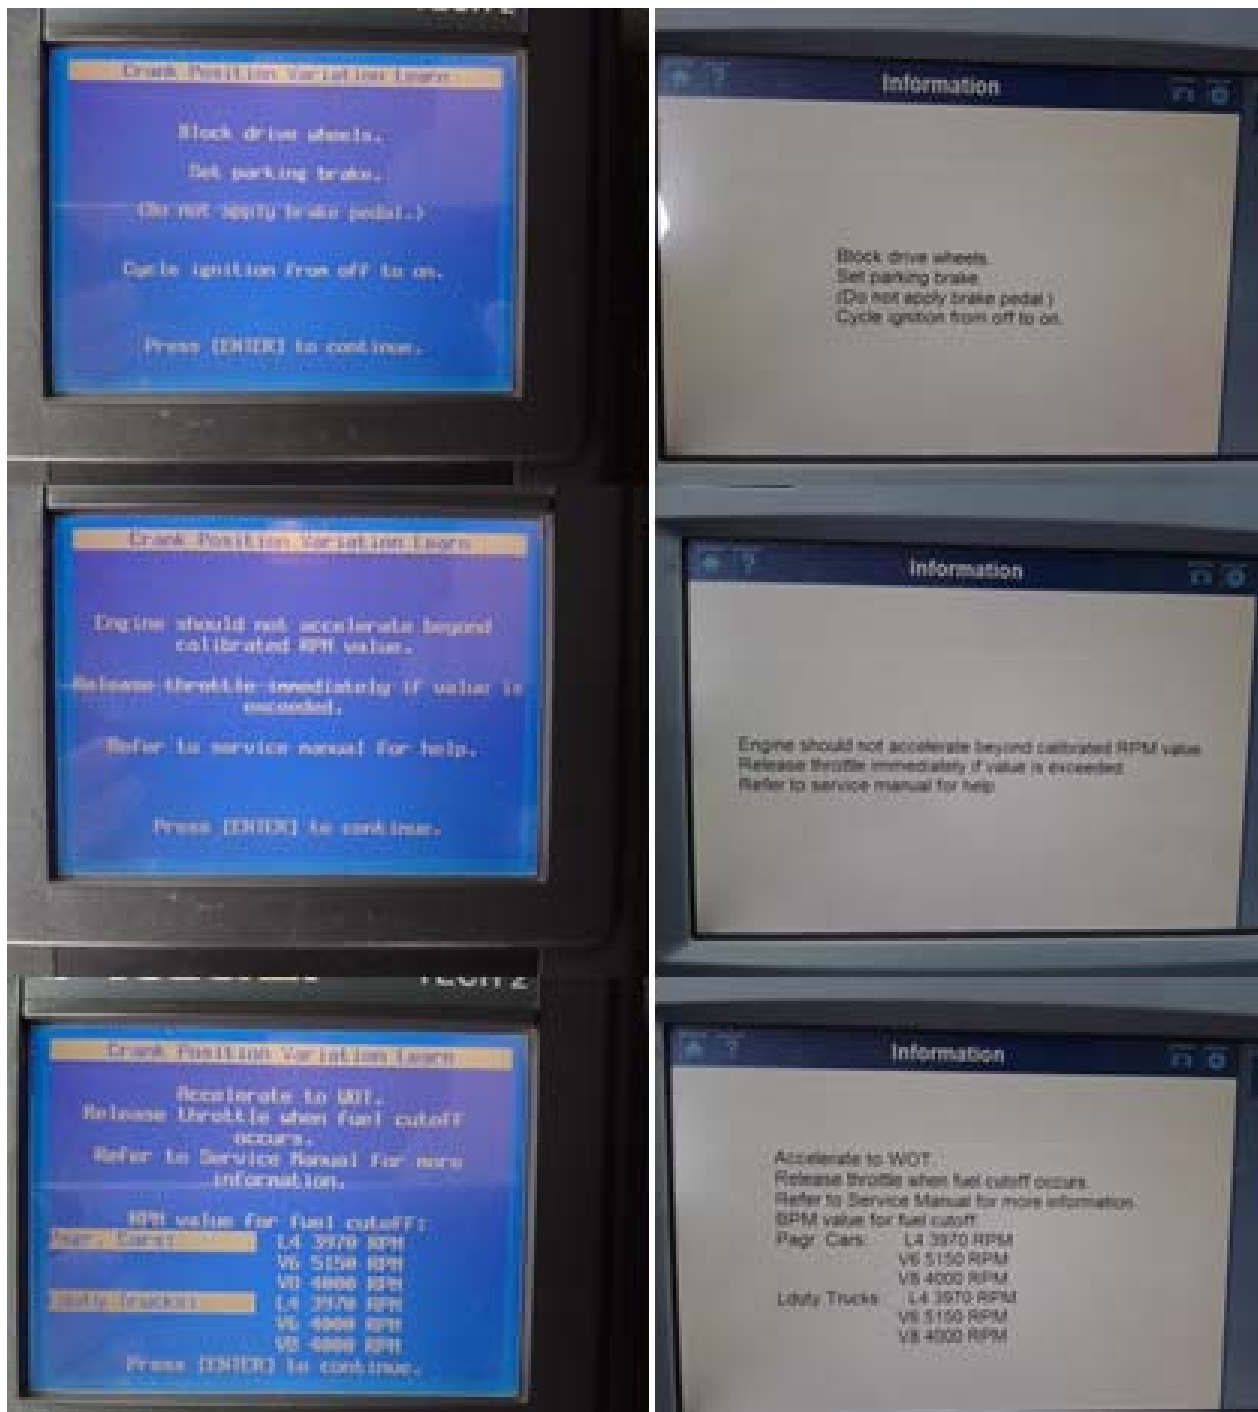 Crank Position Variation Learn
Block drive wheels.
Set parking brake.
(Do not apply brake pedal.)
Cycle ignition from off to on.
Press [ENTER] to continue.
Information
Block drive wheels.
Set parking brake.
(Do not apply brake pedal.)
Cycle ignition from off to on.
Crank Position Variation Learn
Engine should not accelerate beyond
calibrated RPM value.
Release throttle immediately if value is
exceeded.
Refer to service manual for help.
Press [ENTER] to continue.
Information
Engine should not accelerate beyond calibrated RPM value
Release throttle immediately if value is exceeded
Refer to service manual for help
TECH 2
Crank Position Variation Learn
Accelerate to WOT.
Release throttle when fuel cutoff
occurs.
Refer to Service Manual for more
information.
RPM value for fuel cutoff:
Pagr. Cars: L4 3970 RPM
V6 5150 RPM
V8 4000 RPM
Lduty Trucks: L4 3970 RPM
V6 4000 RPM
V8 4000 RPM
Press [ENTER] to continue.
Information
Accelerate to WOT.
Release throttle when fuel cutoff occurs.
Refer to Service Manual for more information.
BPM value for fuel cutoff
Pagr. Cars L4 3970 RPM
V6 5150 RPM
V8 4000 RPM
Lduty Trucks L4 3970 RPM
V6 5150 RPM
V8 4000 RPM